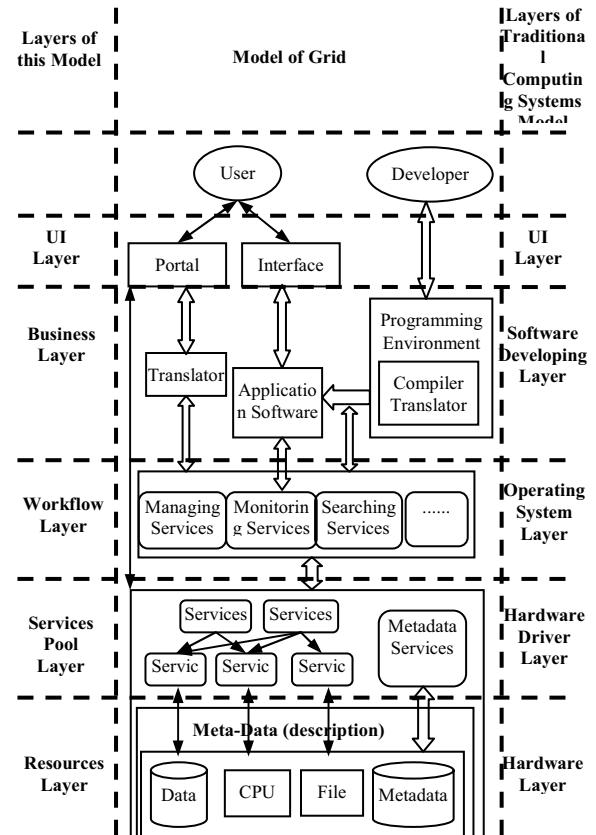 Layers of
this Model
Model of Grid
Layers of
Traditiona
l
Computin
g Systems
Model
User
Developer
UI
Layer
Portal
Interface
UI
Layer
Business
Layer
Translator
Applicatio
n Software
Programming
Environment
Compiler
Translator
Software
Developing
Layer
Workflow
Layer
Managing
Services
Monitorin
g Services
Searching
Services
......
Operating
System
Layer
Services
Pool
Layer
Services
Services
Servic
Servic
Servic
Metadata
Services
Hardware
Driver
Layer
Meta-Data (description)
Resources
Layer
Data
CPU
File
Metadata
Hardware
Layer